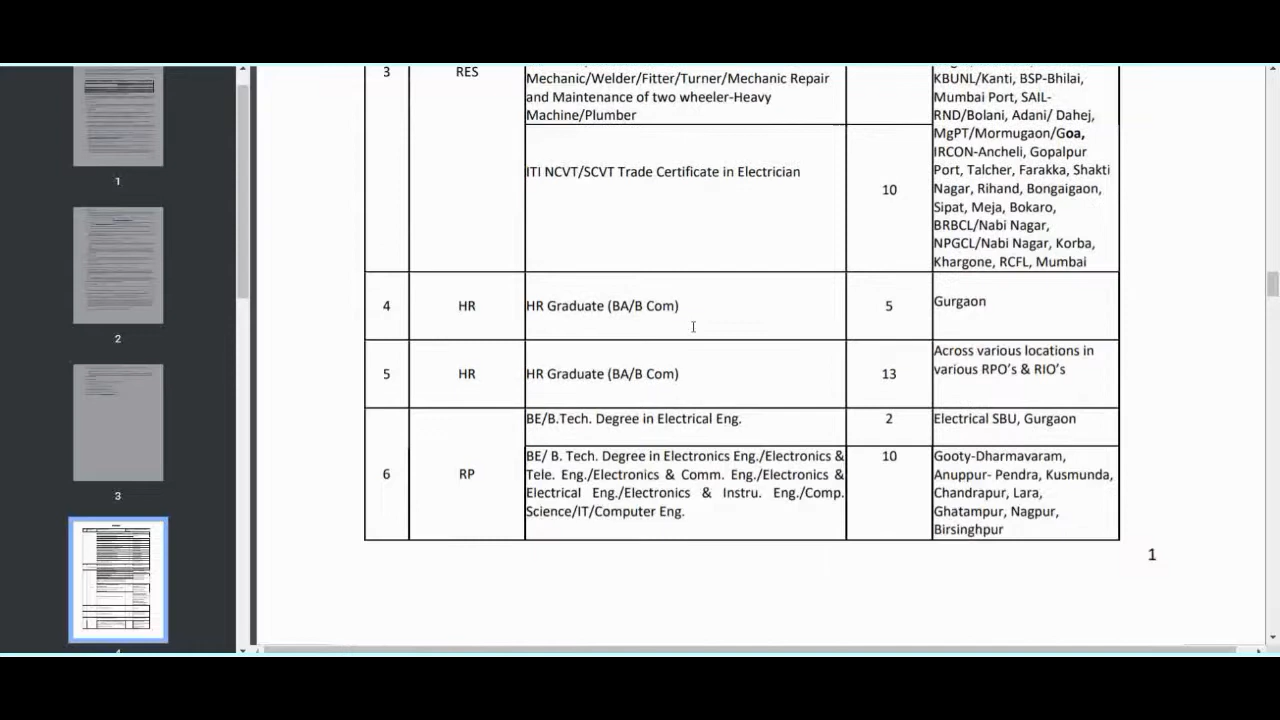 3
RES
Mechanic/Welder/Fitter/Turner/Mechanic Repair
and Maintenance of two wheeler-Heavy
Machine/Plumber
KBUNL/Kanti, BSP-Bhilai,
Mumbai Port, SAIL-
RND/Bolani, Adani/ Dahej,
MgPT/Mormugaon/Goa,
IRCON-Ancheli, Gopalpur
Port, Talcher, Farakka, Shakti
Nagar, Rihand, Bongaigaon,
Sipat, Meja, Bokaro,
BRBCL/Nabi Nagar,
NPGCL/Nabi Nagar, Korba,
Khargone, RCFL, Mumbai
ITI NCVT/SCVT Trade Certificate in Electrician
10
4
HR
HR Graduate (BA/B Com)
5
Gurgaon
5
HR
HR Graduate (BA/B Com)
13
Across various locations in
various RPO's & RIO's
6
RP
BE/B.Tech. Degree in Electrical Eng.
2
Electrical SBU, Gurgaon
BE/ B. Tech. Degree in Electronics Eng./Electronics &
Tele. Eng./Electronics & Comm. Eng./Electronics &
Electrical Eng./Electronics & Instru. Eng./Comp.
Science/IT/Computer Eng.
10
Gooty-Dharmavaram,
Anuppur- Pendra, Kusmunda,
Chandrapur, Lara,
Ghatampur, Nagpur,
Birsinghpur
1
1
2
3